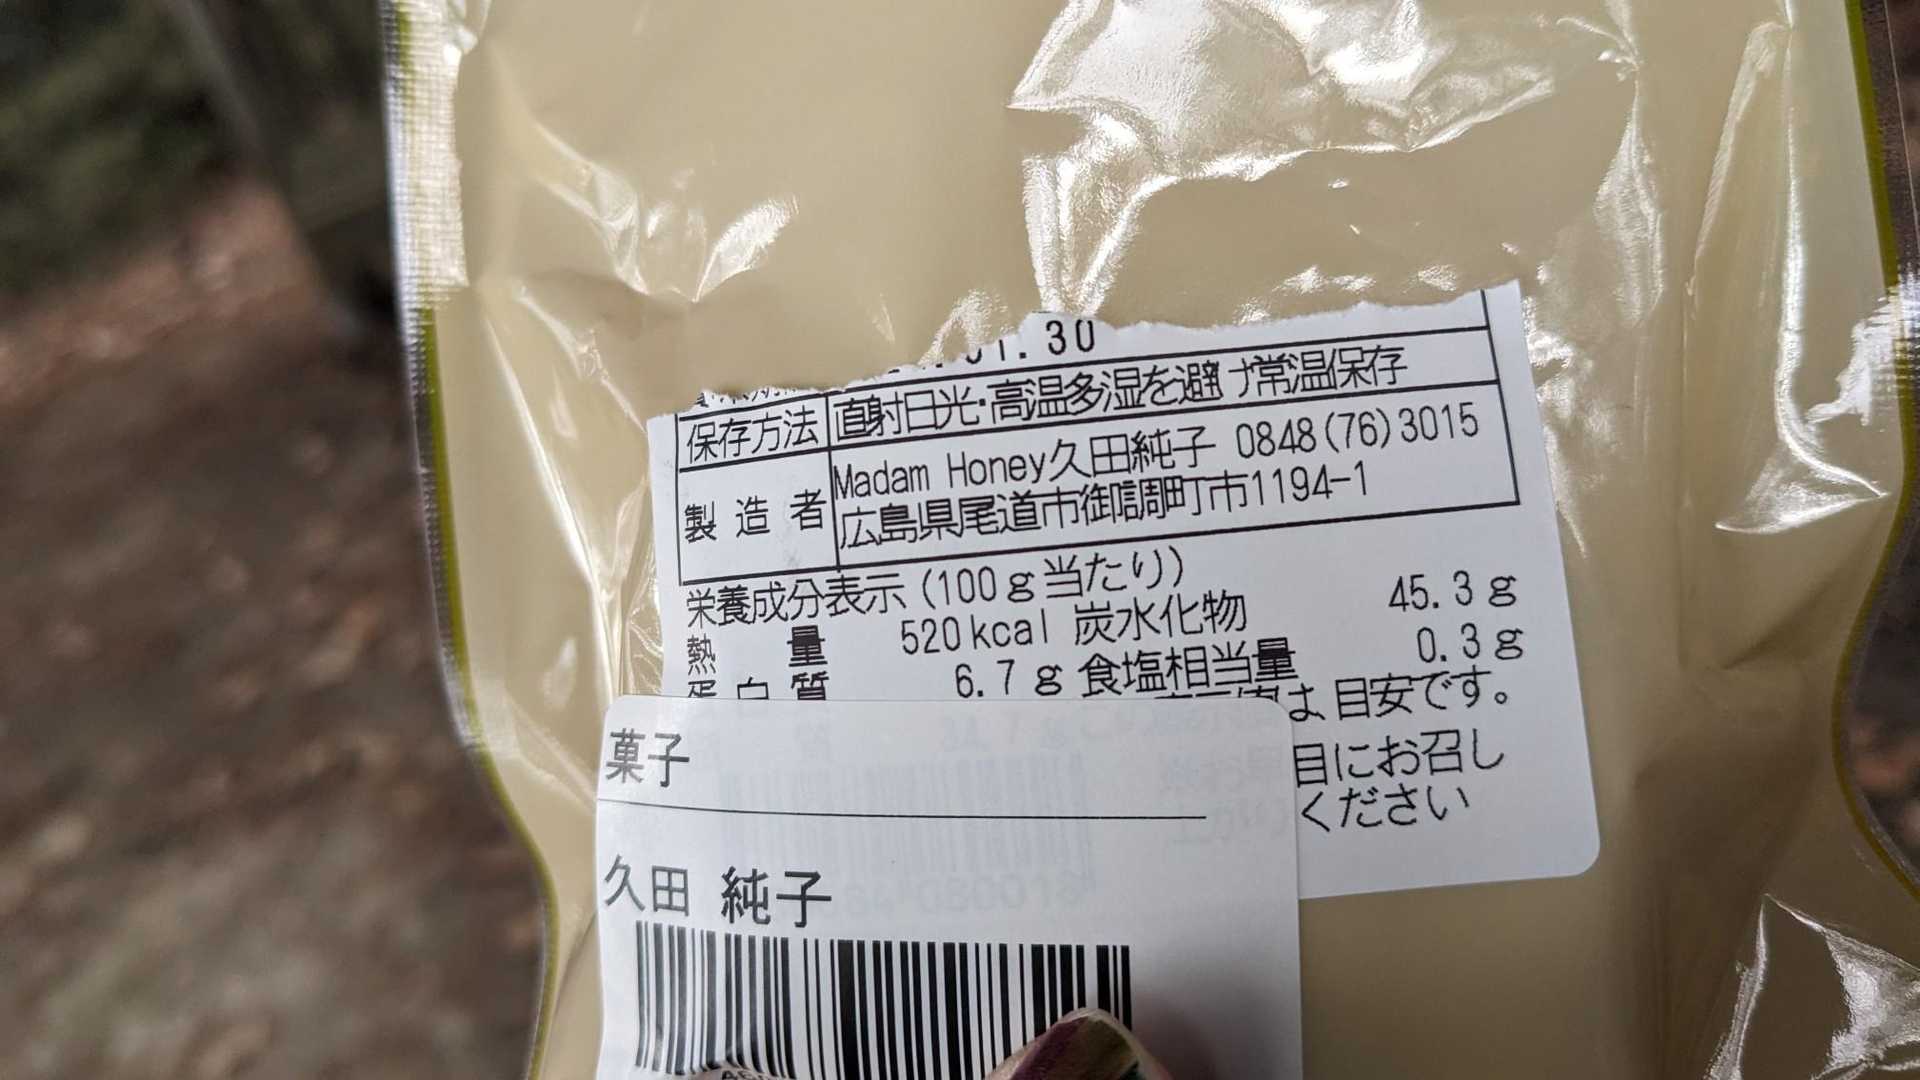 .30
保存方法 直射日光・高温多湿を避け常温保存
製造者 Madam Honey久田純子 0848(76)3015
広島県尾道市御調町市1194-1
栄養成分表示(100g当たり)
熱量 520kcal 炭水化物 45.3g
蛋白質 6.7g 食塩相当量 0.3g
は目安です。
目にお召し
ください
菓子
久田 純子